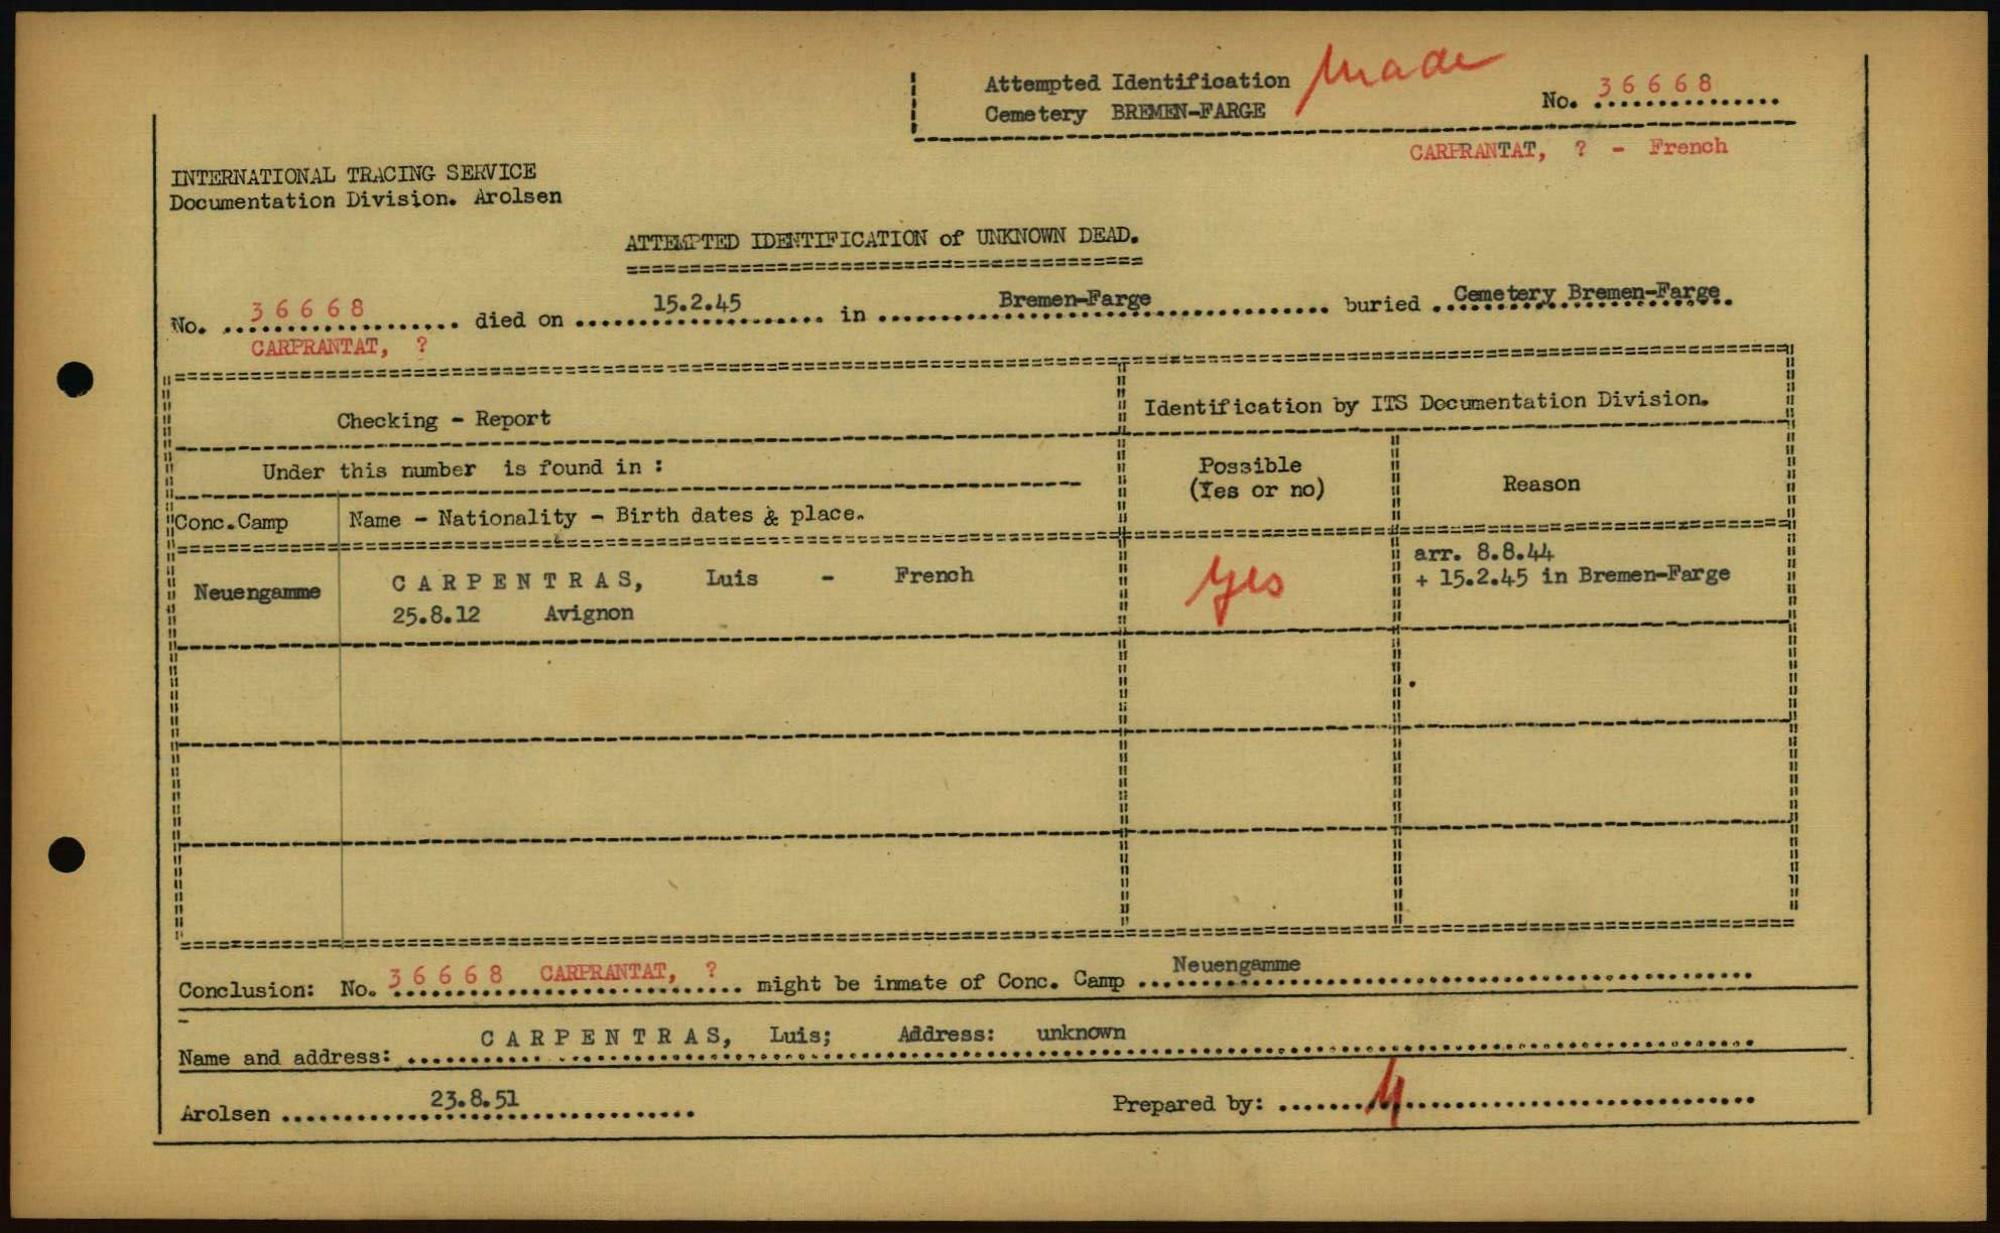 Attempted Identification made
Cemetery BREMEN-FARGE
No. 36668
CARPRANTAT, ? - French
INTERNATIONAL TRACING SERVICE
Documentation Division. Arolsen
ATTEMPTED IDENTIFICATION of UNKNOWN DEAD.
No. 36668 died on 15.2.45 in Bremen-Farge buried Cemetery Bremen-Farge
CARPRANTAT, ?
Checking - Report
Identification by ITS Documentation Division.
Under this number is found in :
Possible
(Yes or no)
Reason
Conc.Camp
Name - Nationality - Birth dates & place.
Neuengamme
CARPENTRAS, Luis - French
25.8.12 Avignon
yes
arr. 8.8.44
+ 15.2.45 in Bremen-Farge
Conclusion: No. 36668 CARPRANTAT, ? might be inmate of Conc. Camp Neuengamme
Name and address: CARPENTRAS, Luis; Address: unknown
Arolsen 23.8.51
Prepared by: